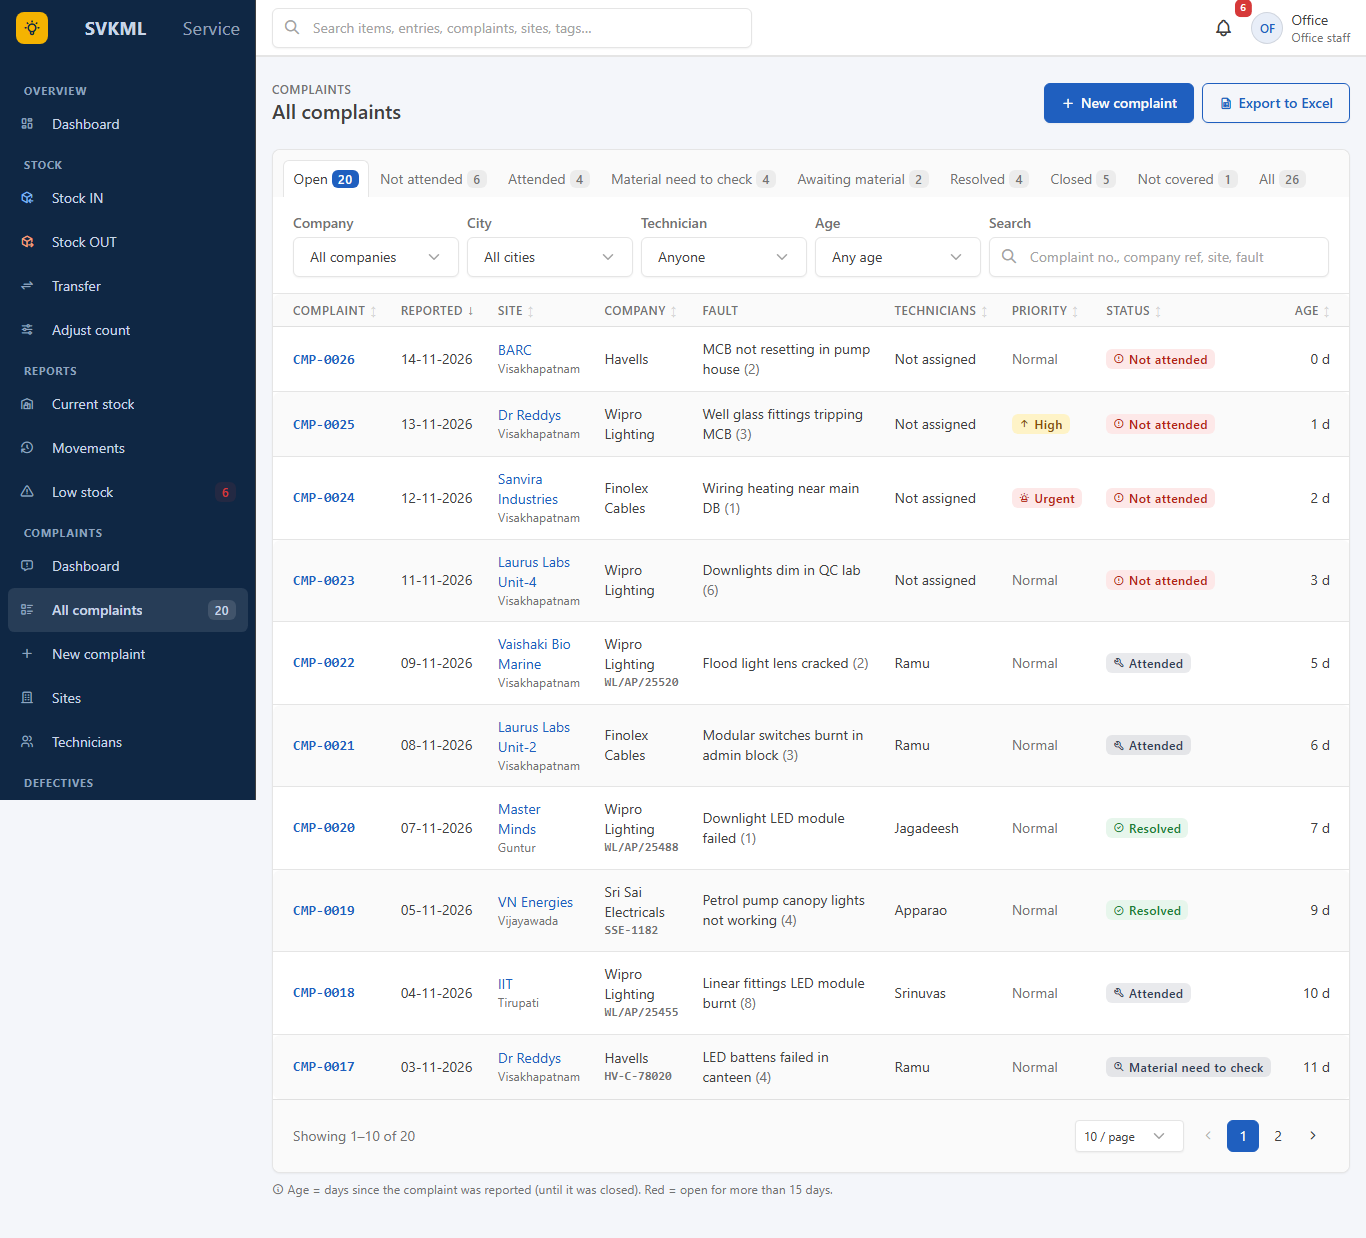 SVKML Service
Search items, entries, complaints, sites, tags...
6
OF
Office
Office staff
OVERVIEW
Dashboard
STOCK
Stock IN
Stock OUT
Transfer
Adjust count
REPORTS
Current stock
Movements
Low stock 6
COMPLAINTS
Dashboard
All complaints 20
New complaint
Sites
Technicians
DEFECTIVES
COMPLAINTS
All complaints
+ New complaint
Export to Excel
Open 20 Not attended 6 Attended 4 Material need to check 4 Awaiting material 2 Resolved 4 Closed 5 Not covered 1 All 26
Company City Technician Age Search
All companies All cities Anyone Any age Complaint no., company ref, site, fault
COMPLAINT REPORTED ↓ SITE COMPANY FAULT TECHNICIANS PRIORITY STATUS AGE
CMP-0026 14-11-2026 BARC Visakhapatnam Havells MCB not resetting in pump house (2) Not assigned Normal Not attended 0 d
CMP-0025 13-11-2026 Dr Reddys Visakhapatnam Wipro Lighting Well glass fittings tripping MCB (3) Not assigned High Not attended 1 d
CMP-0024 12-11-2026 Sanvira Industries Visakhapatnam Finolex Cables Wiring heating near main DB (1) Not assigned Urgent Not attended 2 d
CMP-0023 11-11-2026 Laurus Labs Unit-4 Visakhapatnam Wipro Lighting Downlights dim in QC lab (6) Not assigned Normal Not attended 3 d
CMP-0022 09-11-2026 Vaishaki Bio Marine Visakhapatnam Wipro Lighting WL/AP/25520 Flood light lens cracked (2) Ramu Normal Attended 5 d
CMP-0021 08-11-2026 Laurus Labs Unit-2 Visakhapatnam Finolex Cables Modular switches burnt in admin block (3) Ramu Normal Attended 6 d
CMP-0020 07-11-2026 Master Minds Guntur Wipro Lighting WL/AP/25488 Downlight LED module failed (1) Jagadeesh Normal Resolved 7 d
CMP-0019 05-11-2026 VN Energies Vijayawada Sri Sai Electricals SSE-1182 Petrol pump canopy lights not working (4) Apparao Normal Resolved 9 d
CMP-0018 04-11-2026 IIT Tirupati Wipro Lighting WL/AP/25455 Linear fittings LED module burnt (8) Srinuvas Normal Attended 10 d
CMP-0017 03-11-2026 Dr Reddys Visakhapatnam Havells HV-C-78020 LED battens failed in canteen (4) Ramu Normal Material need to check 11 d
Showing 1–10 of 20
10 / page
1 2
Age = days since the complaint was reported (until it was closed). Red = open for more than 15 days.